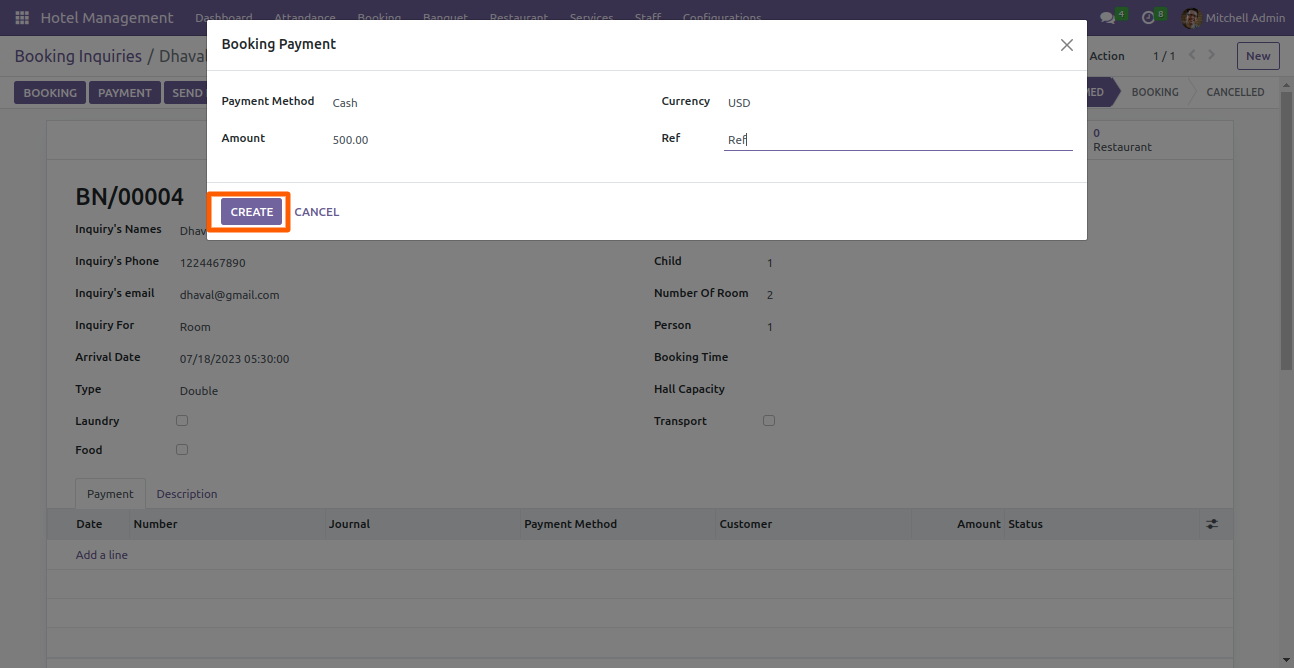 Hotel Management Dashboard Attendance Booking Banquet Restaurant Services Staff Configurations 4 8 Mitchell Admin
Booking Inquiries / Dhaval
Action 1 / 1 New
BOOKING PAYMENT SEND
BOOKING CANCELLED
Booking Payment
Payment Method Cash Currency USD
Amount 500.00 Ref Ref
CREATE CANCEL
0
Restaurant
BN/00004
Inquiry's Names Dhav
Inquiry's Phone 1224467890 Child 1
Inquiry's email dhaval@gmail.com Number Of Room 2
Inquiry For Room Person 1
Arrival Date 07/18/2023 05:30:00 Booking Time
Type Double Hall Capacity
Laundry Transport
Food
Payment Description
Date Number Journal Payment Method Customer Amount Status
Add a line